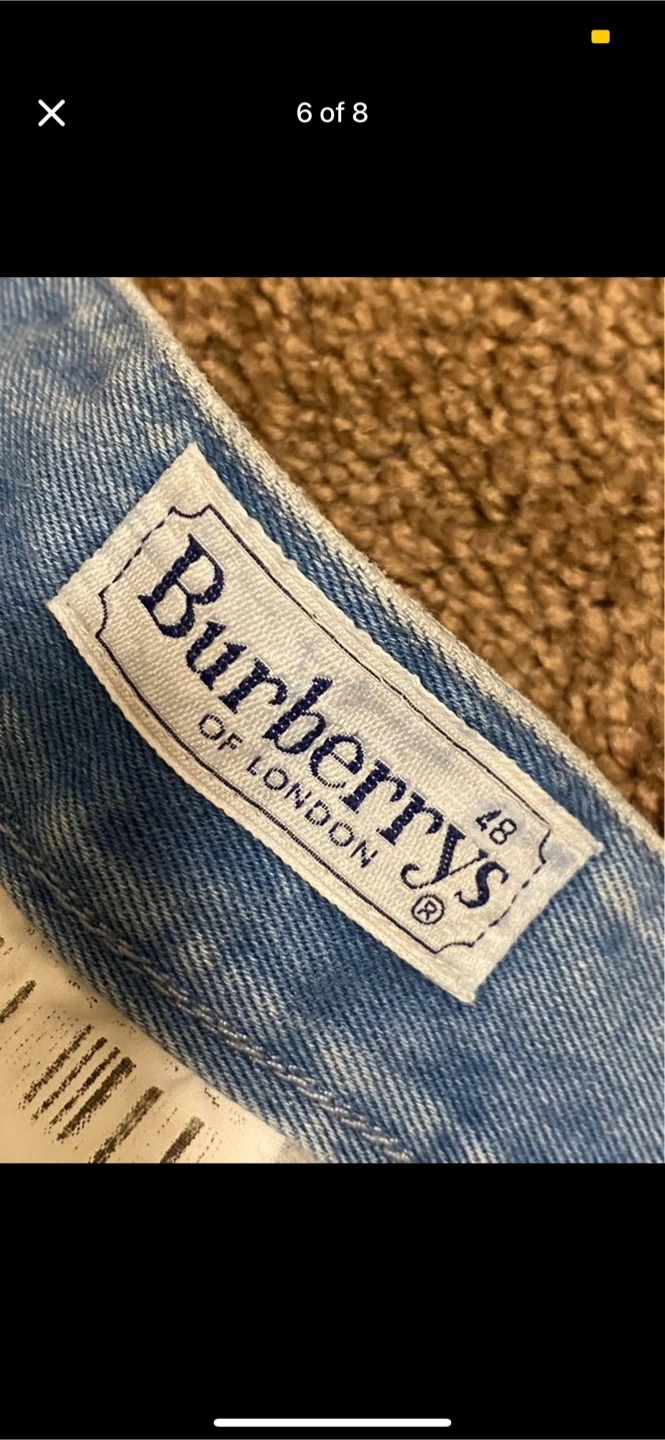 6 of 8
Burberrys
48
OF LONDON
®